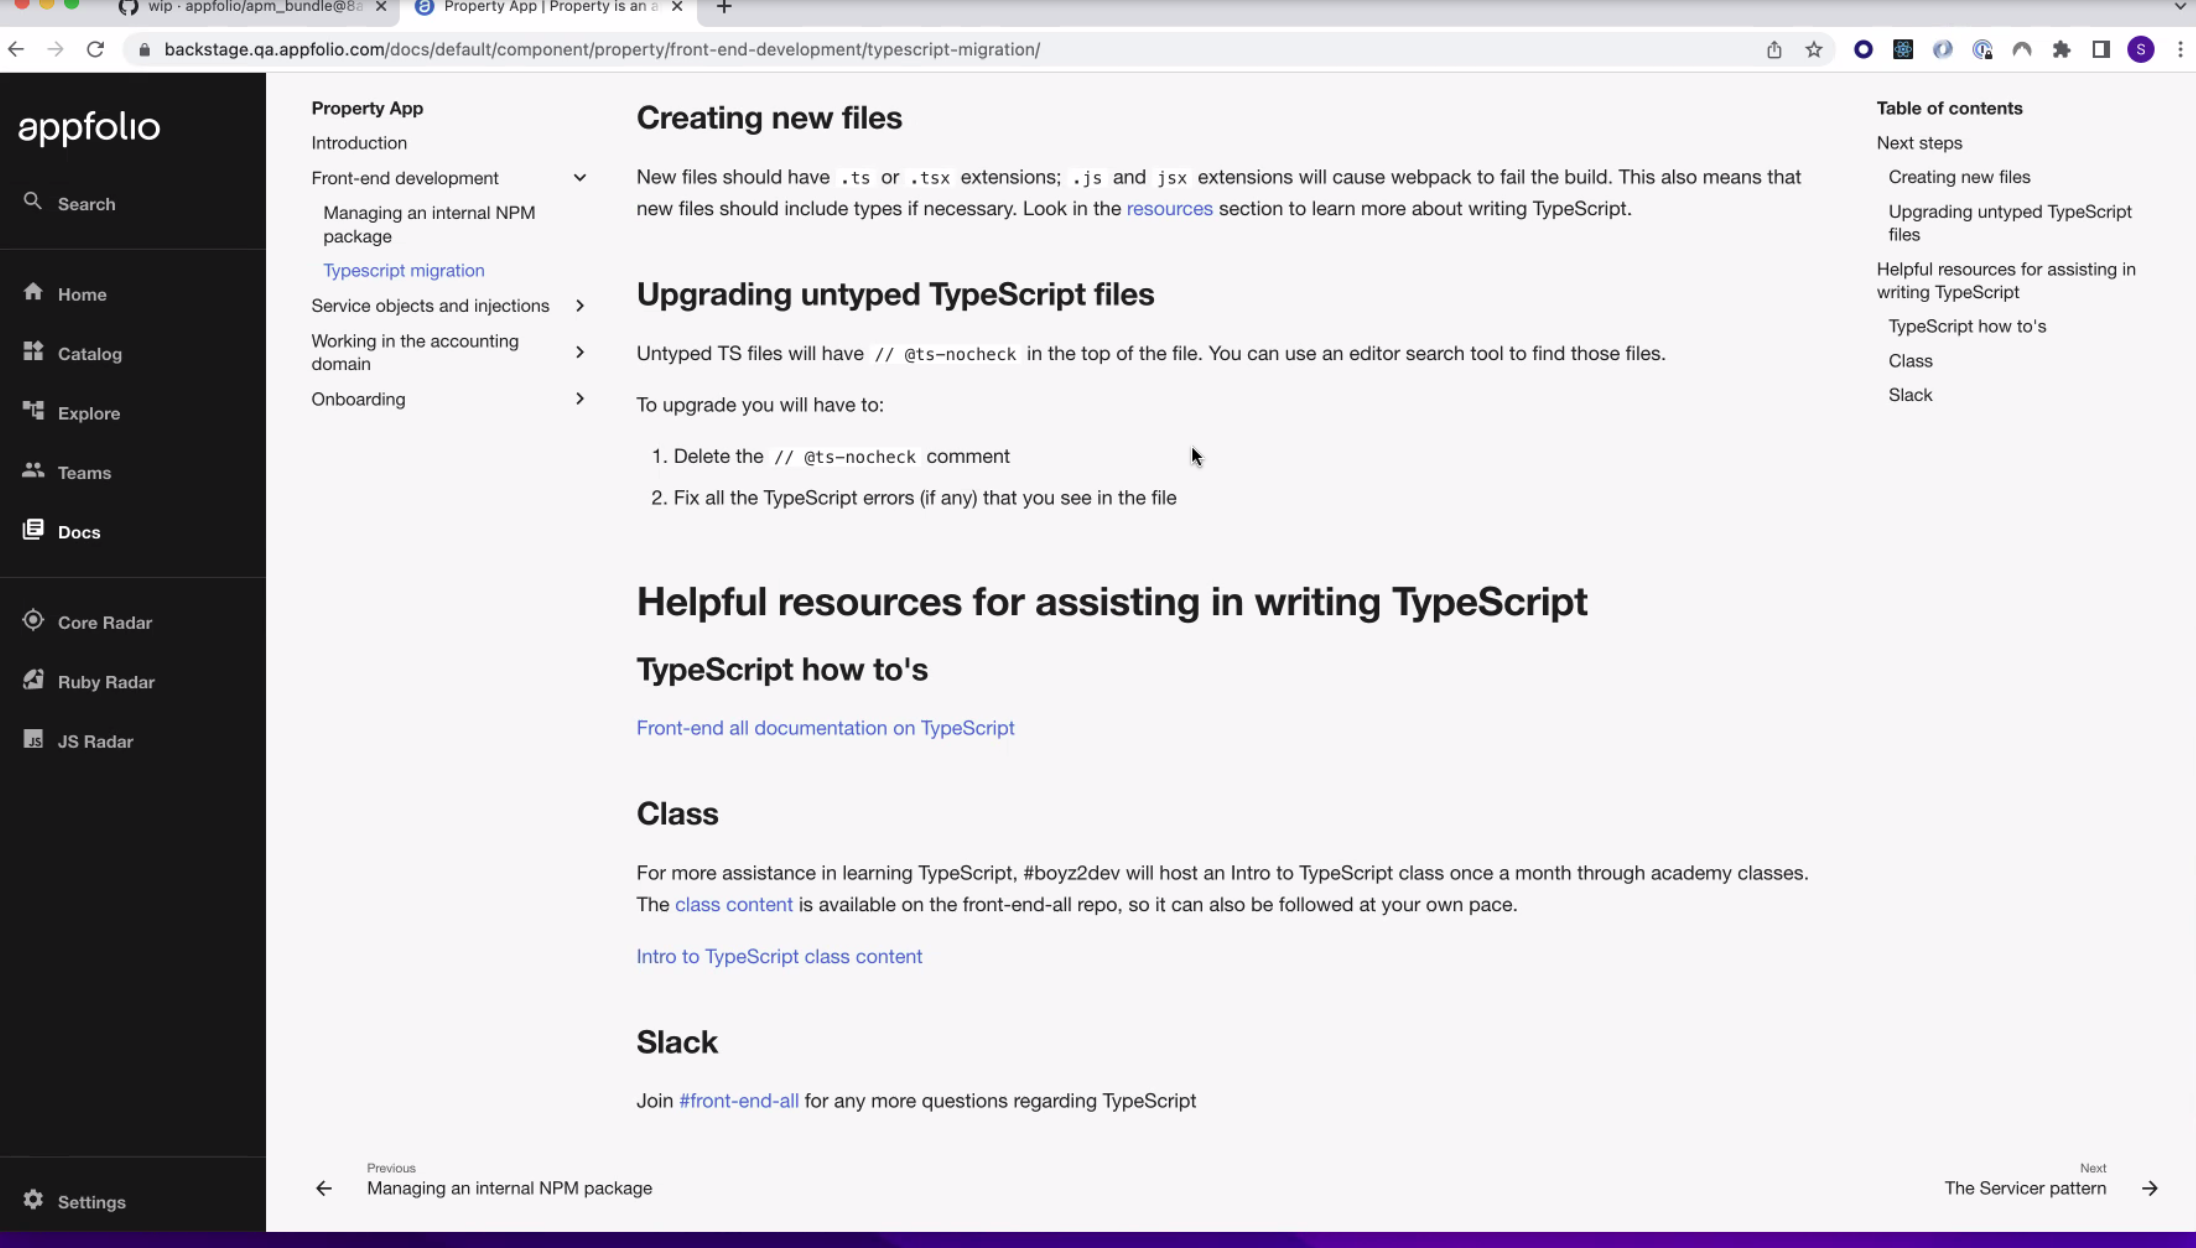 wip · appfolio/apm_bundle@8a
Property App | Property is an a
backstage.qa.appfolio.com/docs/default/component/property/front-end-development/typescript-migration/
S
appfolio
Search
Home
Catalog
Explore
Teams
Docs
Core Radar
Ruby Radar
JS
JS Radar
Settings
Property App
Introduction
Front-end development
Managing an internal NPM
package
Typescript migration
Service objects and injections
Working in the accounting
domain
Onboarding
Creating new files
New files should have .ts or .tsx extensions; .js and jsx extensions will cause webpack to fail the build. This also means that
new files should include types if necessary. Look in the resources section to learn more about writing TypeScript.
Upgrading untyped TypeScript files
Untyped TS files will have // @ts-nocheck in the top of the file. You can use an editor search tool to find those files.
To upgrade you will have to:
1. Delete the // @ts-nocheck comment
2. Fix all the TypeScript errors (if any) that you see in the file
Helpful resources for assisting in writing TypeScript
TypeScript how to's
Front-end all documentation on TypeScript
Class
For more assistance in learning TypeScript, #boyz2dev will host an Intro to TypeScript class once a month through academy classes.
The class content is available on the front-end-all repo, so it can also be followed at your own pace.
Intro to TypeScript class content
Slack
Join #front-end-all for any more questions regarding TypeScript
Previous
Managing an internal NPM package
Next
The Servicer pattern
Table of contents
Next steps
Creating new files
Upgrading untyped TypeScript
files
Helpful resources for assisting in
writing TypeScript
TypeScript how to's
Class
Slack